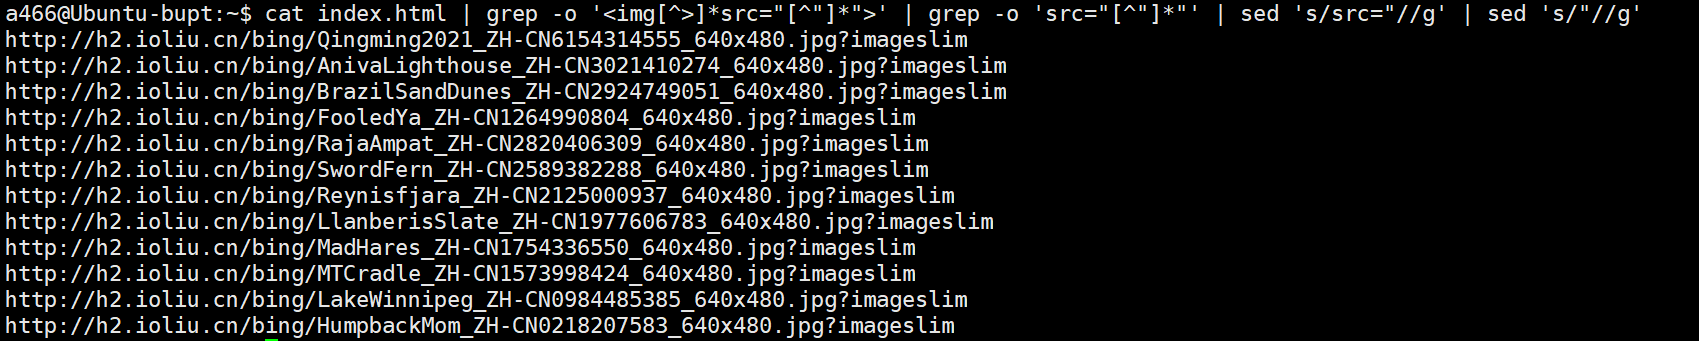 a466@Ubuntu-bupt:~$ cat index.html | grep -o '<img[^>]*src="[^"]*">' | grep -o 'src="[^"]*"' | sed 's/src="//g' | sed 's/"//g'
http://h2.ioliu.cn/bing/Qingming2021_ZH-CN6154314555_640x480.jpg?imageslim
http://h2.ioliu.cn/bing/AnivaLighthouse_ZH-CN3021410274_640x480.jpg?imageslim
http://h2.ioliu.cn/bing/BrazilSandDunes_ZH-CN2924749051_640x480.jpg?imageslim
http://h2.ioliu.cn/bing/FooledYa_ZH-CN1264990804_640x480.jpg?imageslim
http://h2.ioliu.cn/bing/RajaAmpat_ZH-CN2820406309_640x480.jpg?imageslim
http://h2.ioliu.cn/bing/SwordFern_ZH-CN2589382288_640x480.jpg?imageslim
http://h2.ioliu.cn/bing/Reynisfjara_ZH-CN2125000937_640x480.jpg?imageslim
http://h2.ioliu.cn/bing/LlanberisSlate_ZH-CN1977606783_640x480.jpg?imageslim
http://h2.ioliu.cn/bing/MadHares_ZH-CN1754336550_640x480.jpg?imageslim
http://h2.ioliu.cn/bing/MTCradle_ZH-CN1573998424_640x480.jpg?imageslim
http://h2.ioliu.cn/bing/LakeWinnipeg_ZH-CN0984485385_640x480.jpg?imageslim
http://h2.ioliu.cn/bing/HumpbackMom_ZH-CN0218207583_640x480.jpg?imageslim